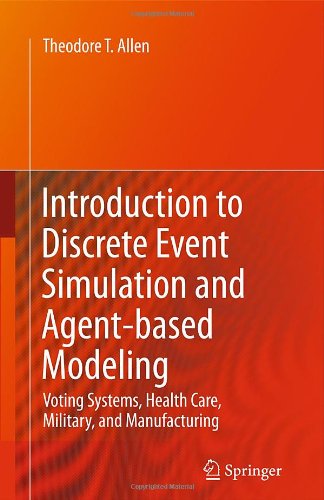 Theodore T. Allen
Introduction to
Discrete Event
Simulation and
Agent-based
Modeling
Voting Systems, Health Care,
Military, and Manufacturing
Springer